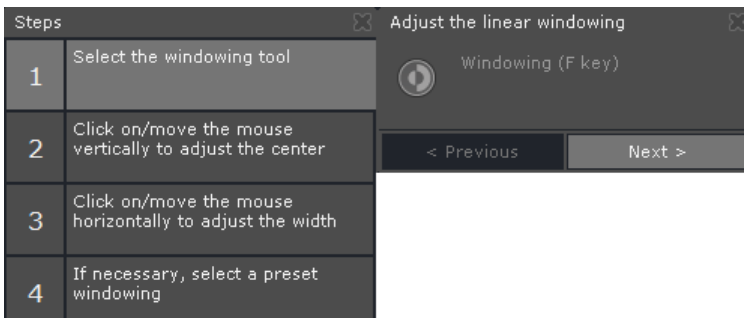 Steps
1
Select the windowing tool
2
Click on/move the mouse
vertically to adjust the center
3
Click on/move the mouse
horizontally to adjust the width
4
If necessary, select a preset
windowing
Adjust the linear windowing
Windowing (F key)
< Previous
Next >